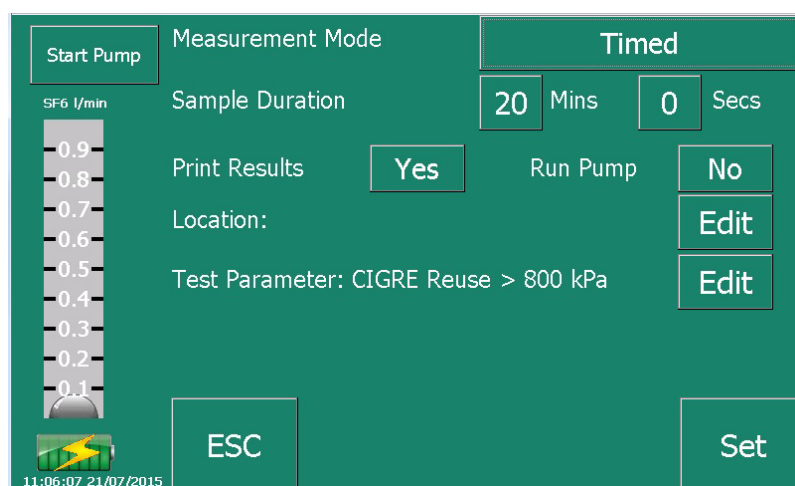 Start Pump
Measurement Mode
Timed
SF6 l/min
Sample Duration
20 Mins 0 Secs
0.9
0.8
0.7
0.6
0.5
0.4
0.3
0.2
0.1
Print Results Yes Run Pump No
Location: Edit
Test Parameter: CIGRE Reuse > 800 kPa Edit
ESC
Set
11:06:07 21/07/2015